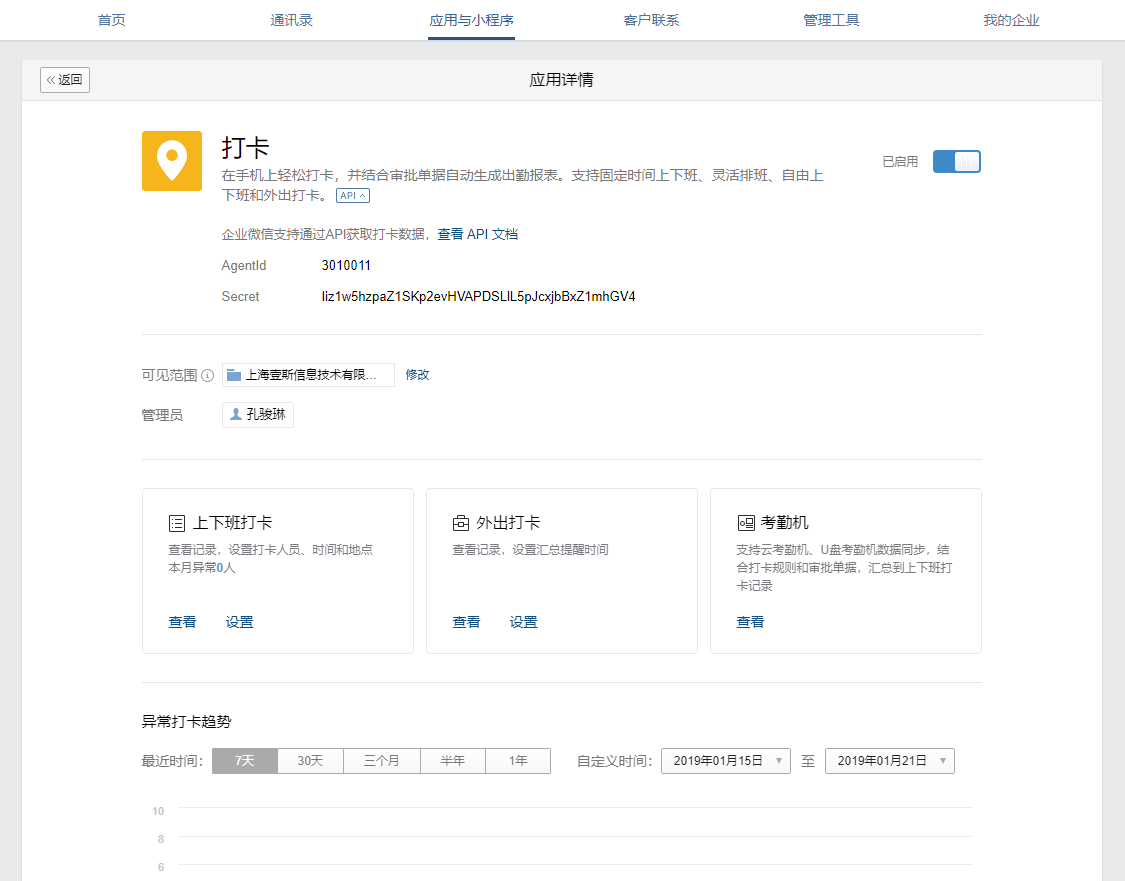 首页 通讯录 应用与小程序 客户联系 管理工具 我的企业
«返回 应用详情
打卡
在手机上轻松打卡，并结合审批单据自动生成出勤报表。支持固定时间上下班、灵活排班、自由上
下班和外出打卡。 API
已启用
企业微信支持通过API获取打卡数据，查看 API 文档
AgentId 3010011
Secret Iiz1w5hzpaZ1SKp2evHVAPDSLlL5pJcxjbBxZ1mhGV4
可见范围 上海壹斯信息技术有限... 修改
管理员 孔骏琳
上下班打卡
查看记录，设置打卡人员、时间和地点
本月异常0人
查看 设置
外出打卡
查看记录，设置汇总提醒时间
查看 设置
考勤机
支持云考勤机、U盘考勤机数据同步，结
合打卡规则和审批单据，汇总到上下班打
卡记录
查看
异常打卡趋势
最近时间： 7天 30天 三个月 半年 1年 自定义时间： 2019年01月15日 至 2019年01月21日
10
8
6